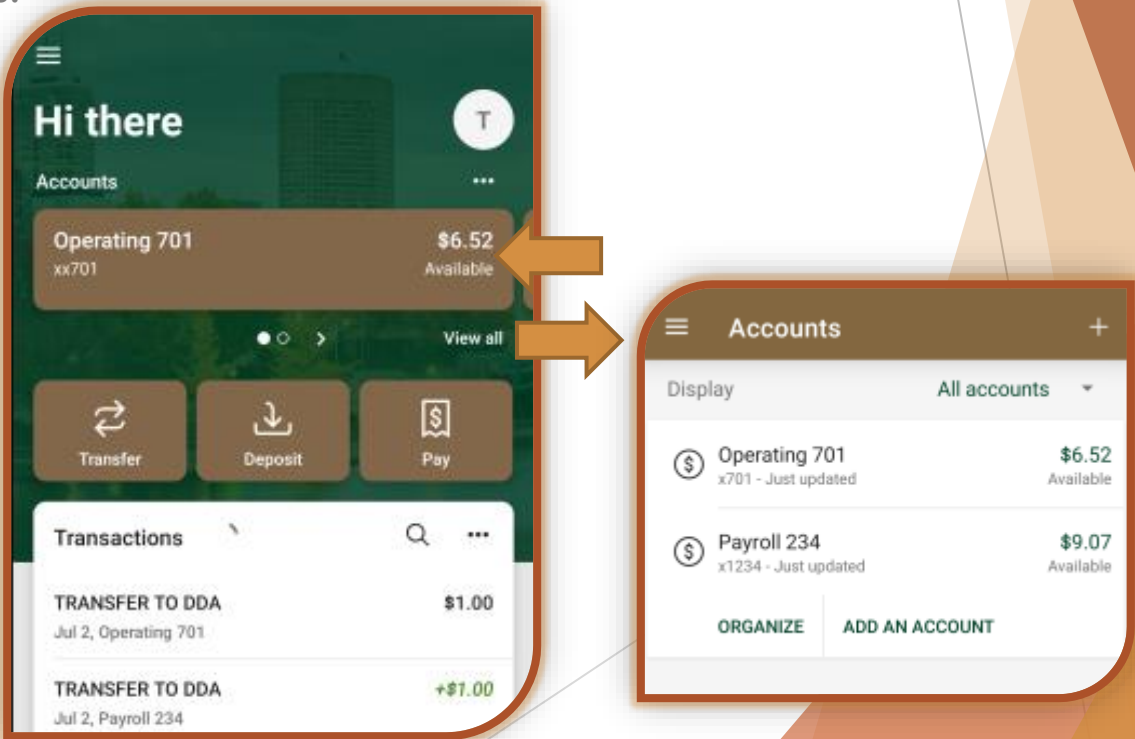 Hi there
T
Accounts
Operating 701
$6.52
xx701
Available
View all
Transfer
Deposit
Pay
Transactions
TRANSFER TO DDA
$1.00
Jul 2, Operating 701
TRANSFER TO DDA
+$1.00
Jul 2, Payroll 234
Accounts
Display
All accounts
Operating 701
$6.52
x701 - Just updated
Available
Payroll 234
$9.07
x1234 - Just updated
Available
ORGANIZE
ADD AN ACCOUNT